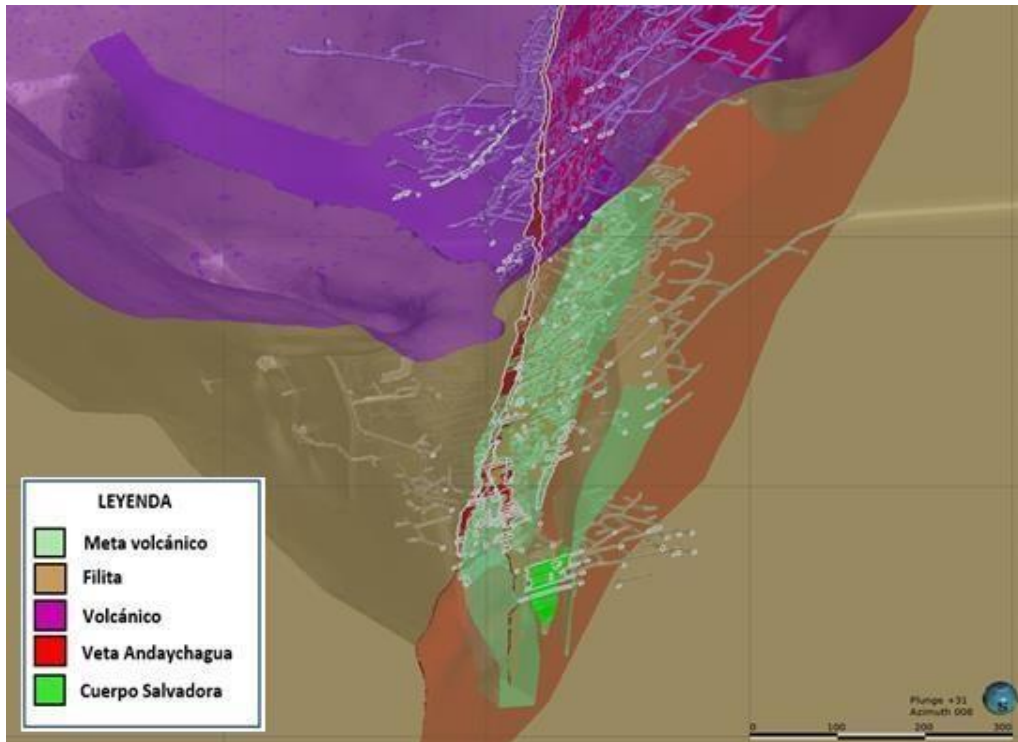 LEYENDA
Meta volcánico
Filita
Volcánico
Veta Andaychagua
Cuerpo Salvadora
Plunge +31
Azimuth 008
0 100 200 300
S